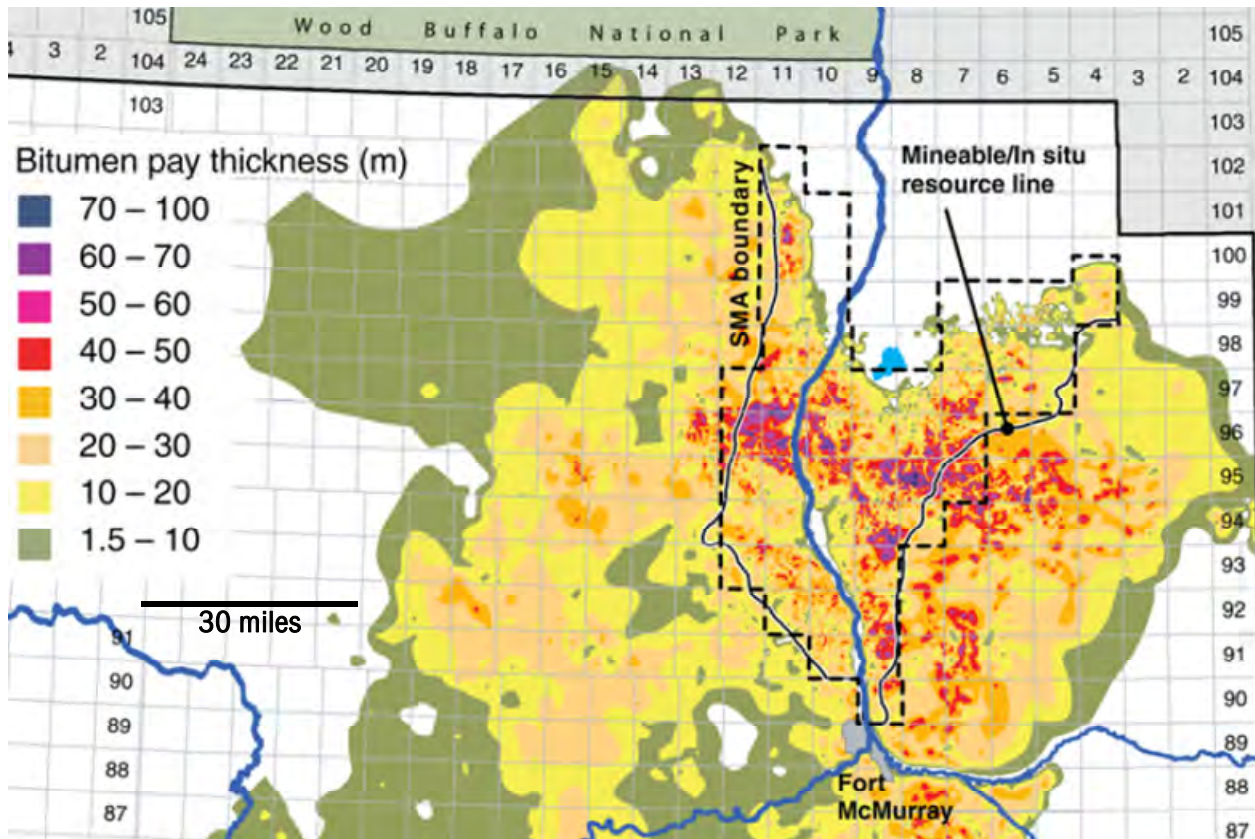 105 Wood Buffalo National Park 105
4 3 2 104 24 23 22 21 20 19 18 17 16 15 14 13 12 11 10 9 8 7 6 5 4 3 2 104
103
103
Bitumen pay thickness (m)
70 – 100
60 – 70
50 – 60
40 – 50
30 – 40
20 – 30
10 – 20
1.5 – 10
30 miles
SMA boundary
Mineable/In situ
resource line
102
101
100
99
98
97
96
95
94
93
92
91
90
89
88
87
91
90
89
88
87
Fort
McMurray